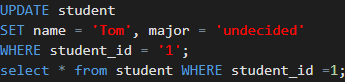 UPDATE student
SET name = 'Tom', major = 'undecided'
WHERE student_id = '1';
select * from student WHERE student_id =1;